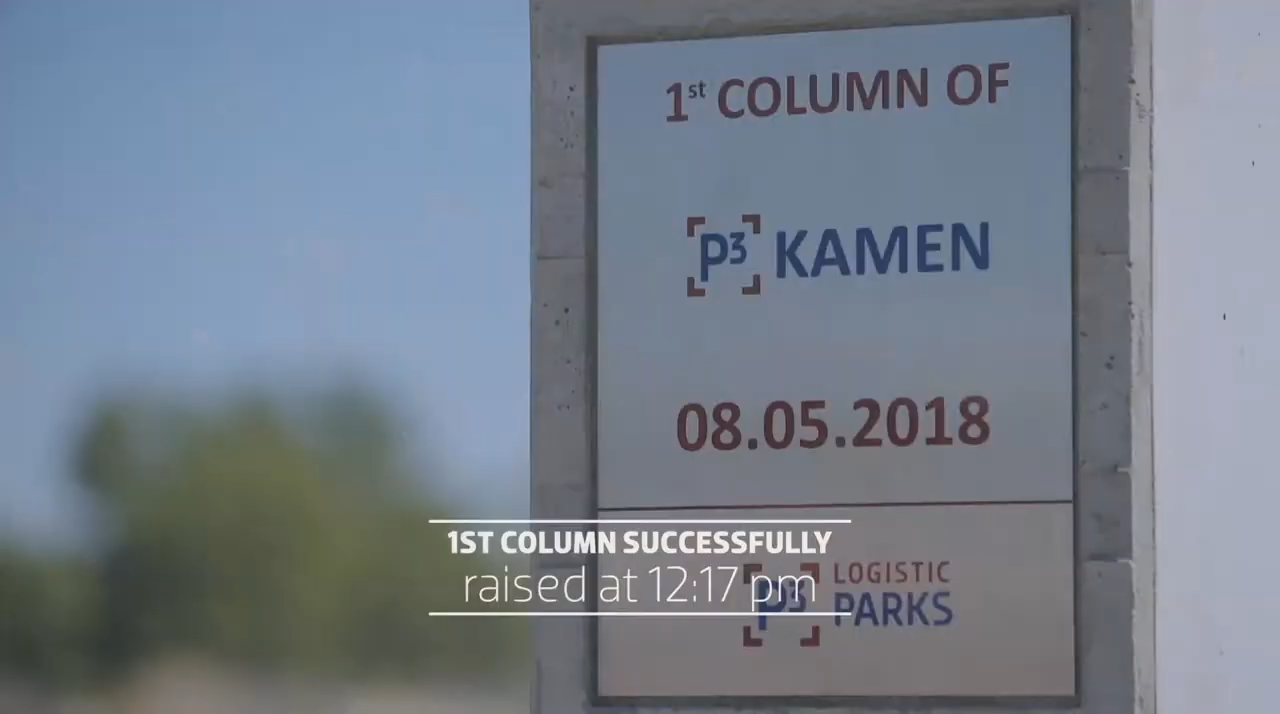 1st COLUMN OF
P3 KAMEN
08.05.2018
1ST COLUMN SUCCESSFULLY
raised at 12:17 pm
P3 LOGISTIC
PARKS